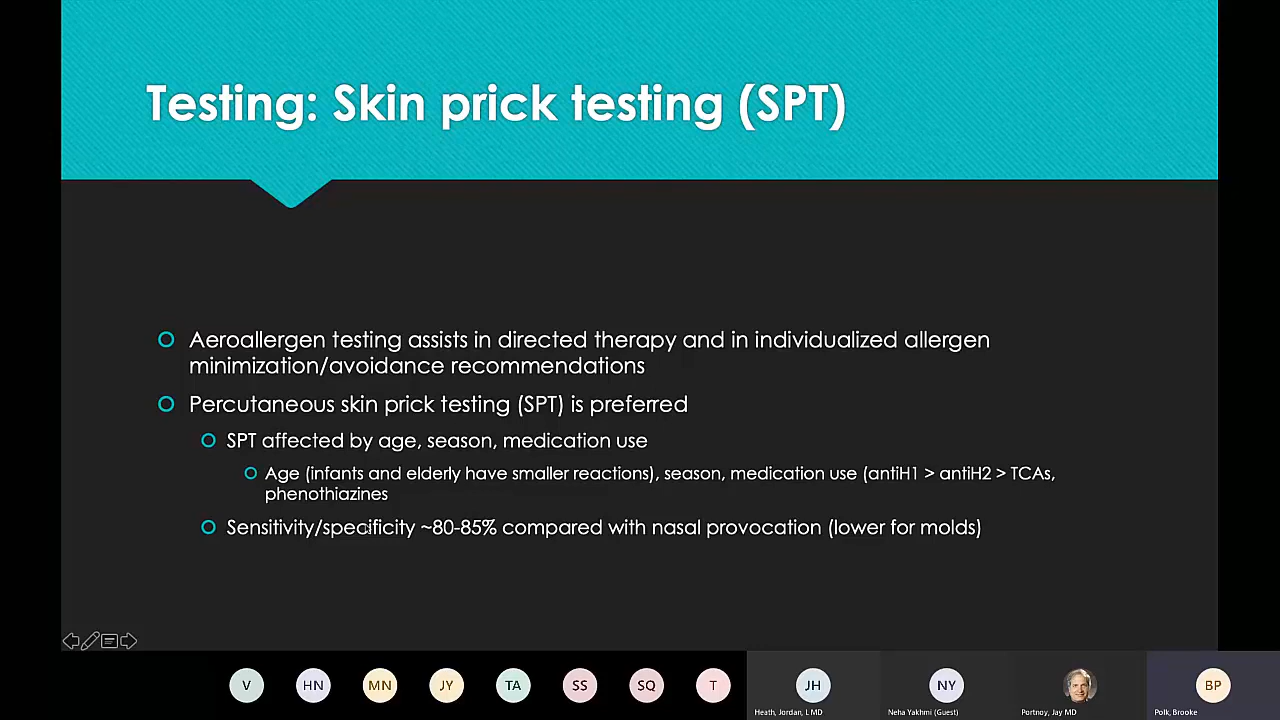 Testing: Skin prick testing (SPT)
Aeroallergen testing assists in directed therapy and in individualized allergen
minimization/avoidance recommendations
Percutaneous skin prick testing (SPT) is preferred
SPT affected by age, season, medication use
Age (infants and elderly have smaller reactions), season, medication use (antiH1 > antiH2 > TCAs,
phenothiazines
Sensitivity/specificity ~80-85% compared with nasal provocation (lower for molds)
V HN MN JY TA SS SQ T JH NY BP
Heath, Jordan, L MD Neha Yakhmi (Guest) Portnoy, Jay MD Polk, Brooke